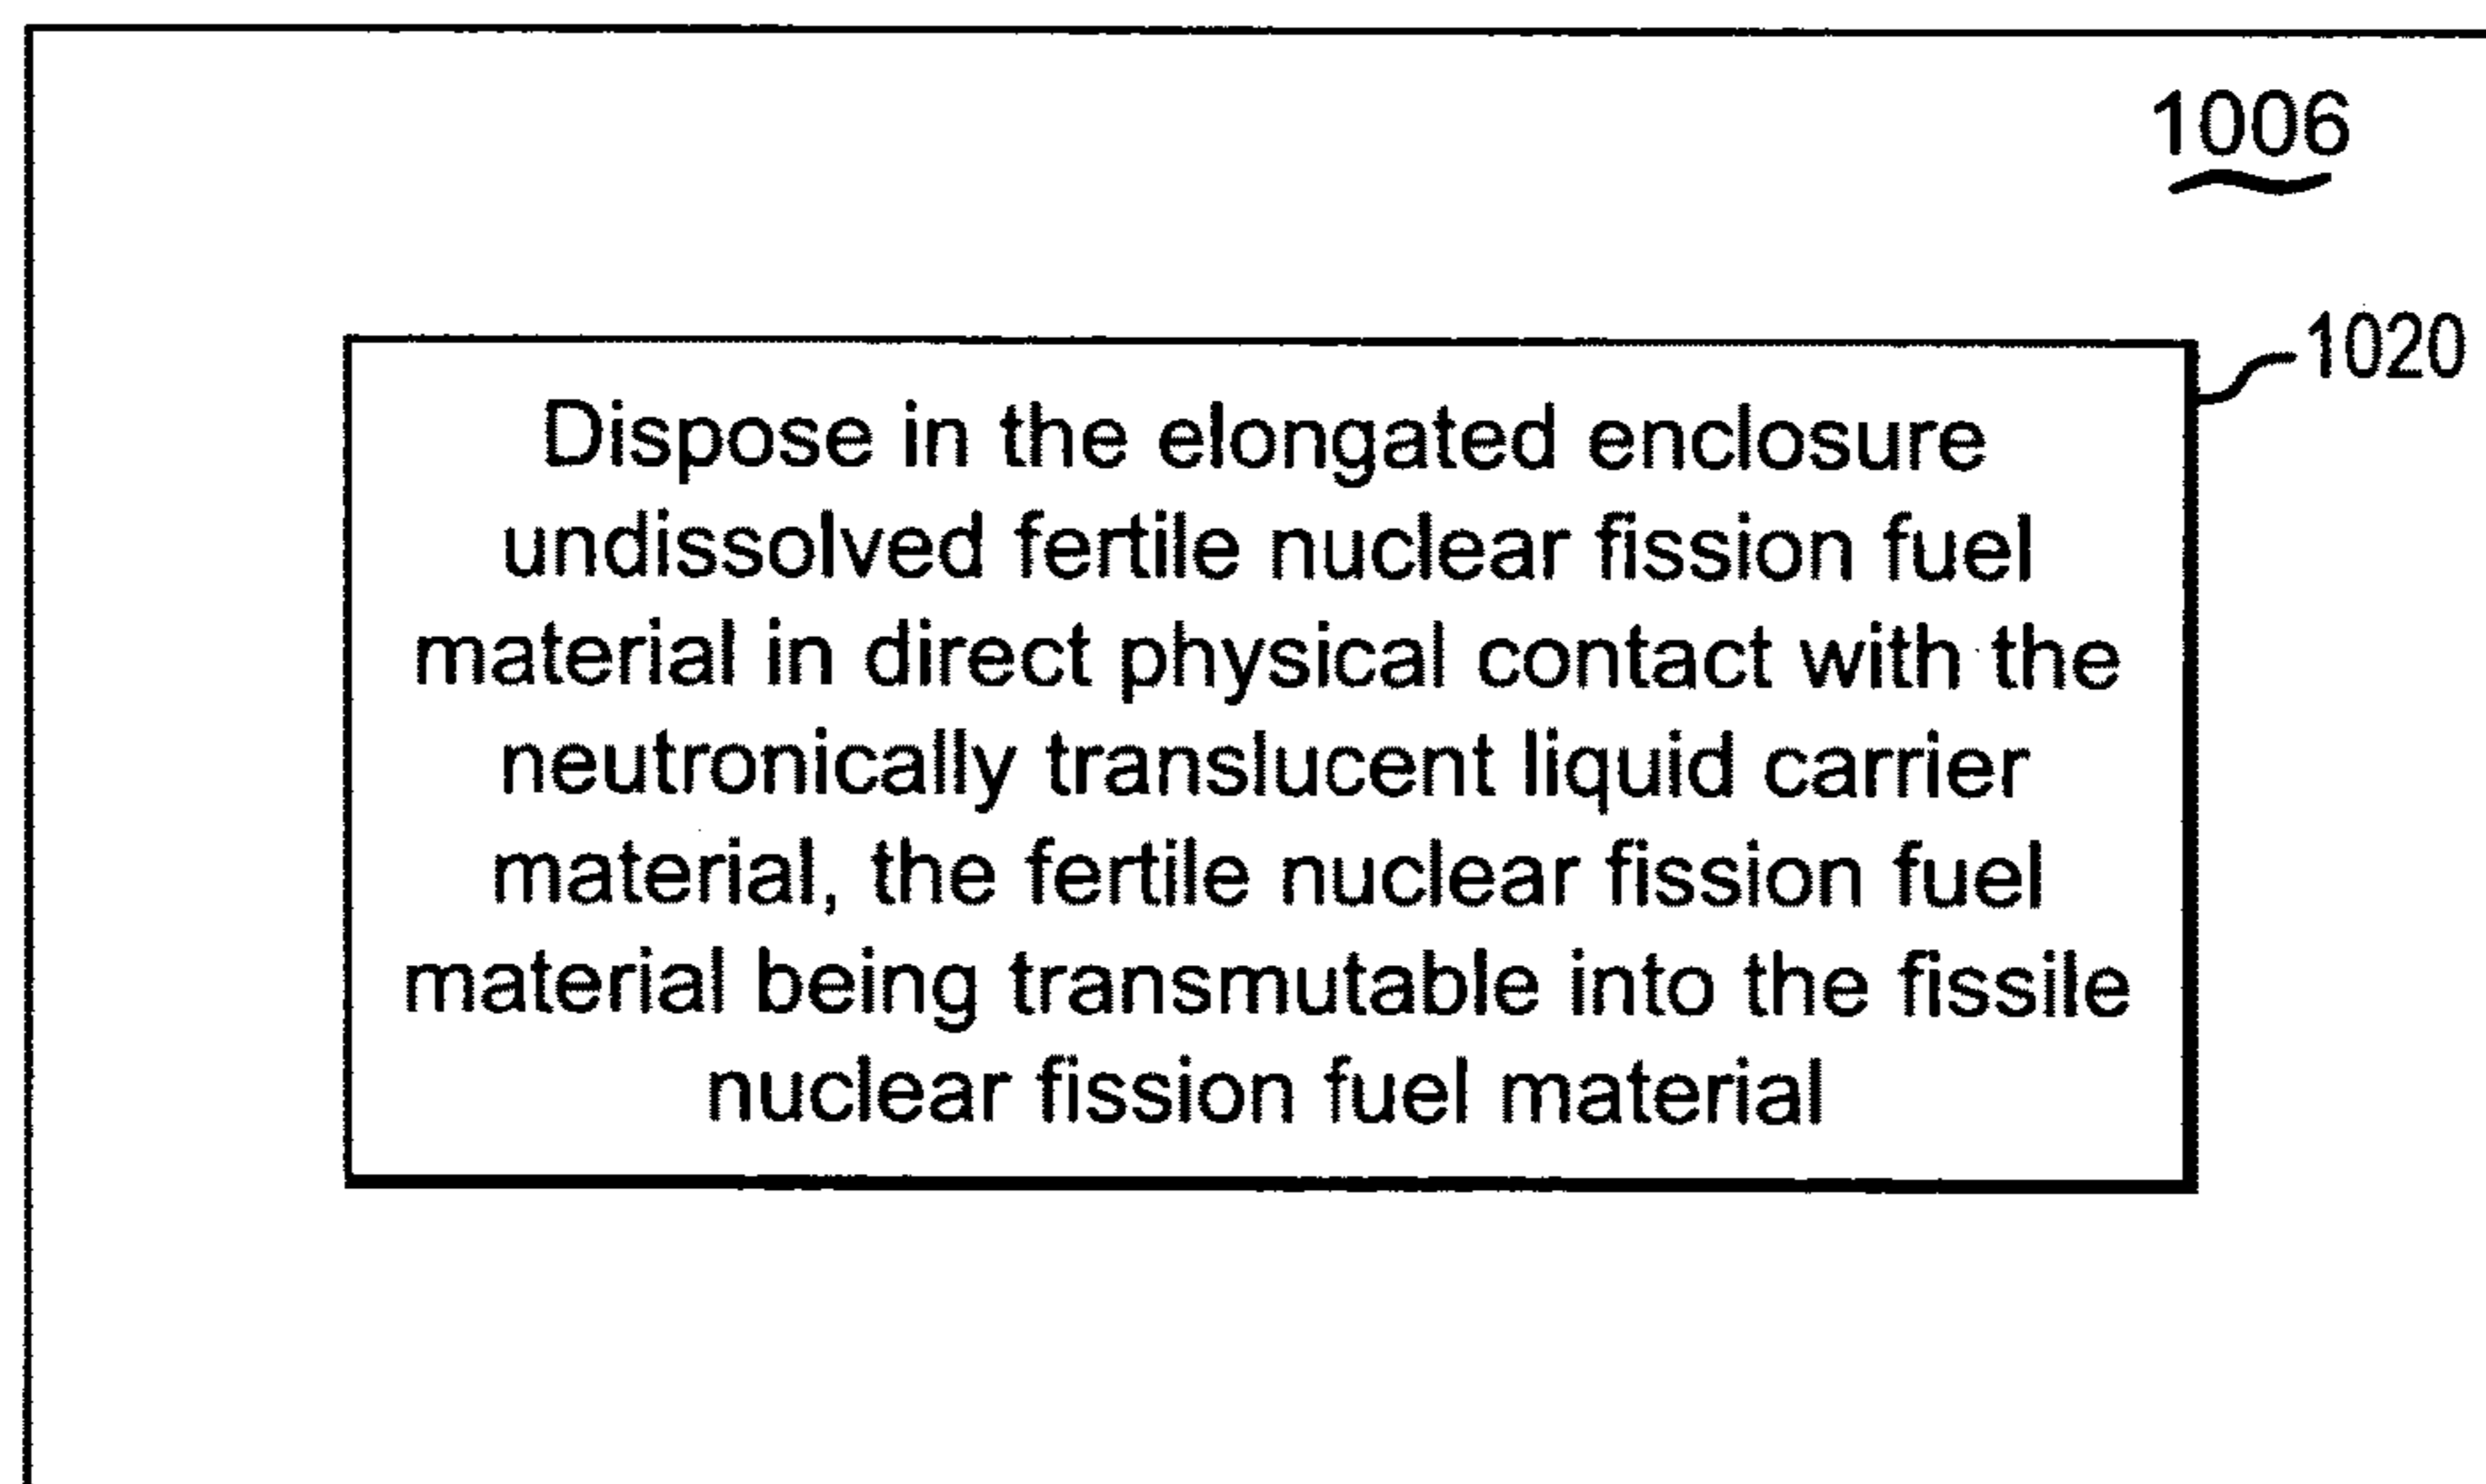 1006
1020
Dispose in the elongated enclosure
undissolved fertile nuclear fission fuel
material in direct physical contact with the
neutronically translucent liquid carrier
material, the fertile nuclear fission fuel
material being transmutable into the fissile
nuclear fission fuel material